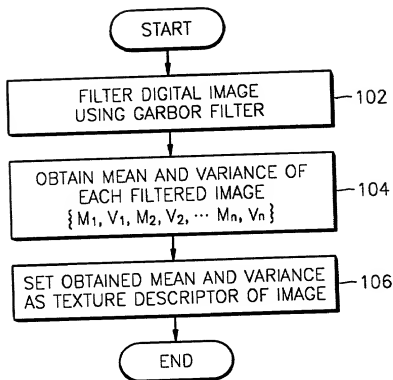 START
FILTER DIGITAL IMAGE
USING GARBOR FILTER
102
OBTAIN MEAN AND VARIANCE OF
EACH FILTERED IMAGE
{ M₁, V₁, M₂, V₂, ··· Mn, Vn }
104
SET OBTAINED MEAN AND VARIANCE
AS TEXTURE DESCRIPTOR OF IMAGE
106
END